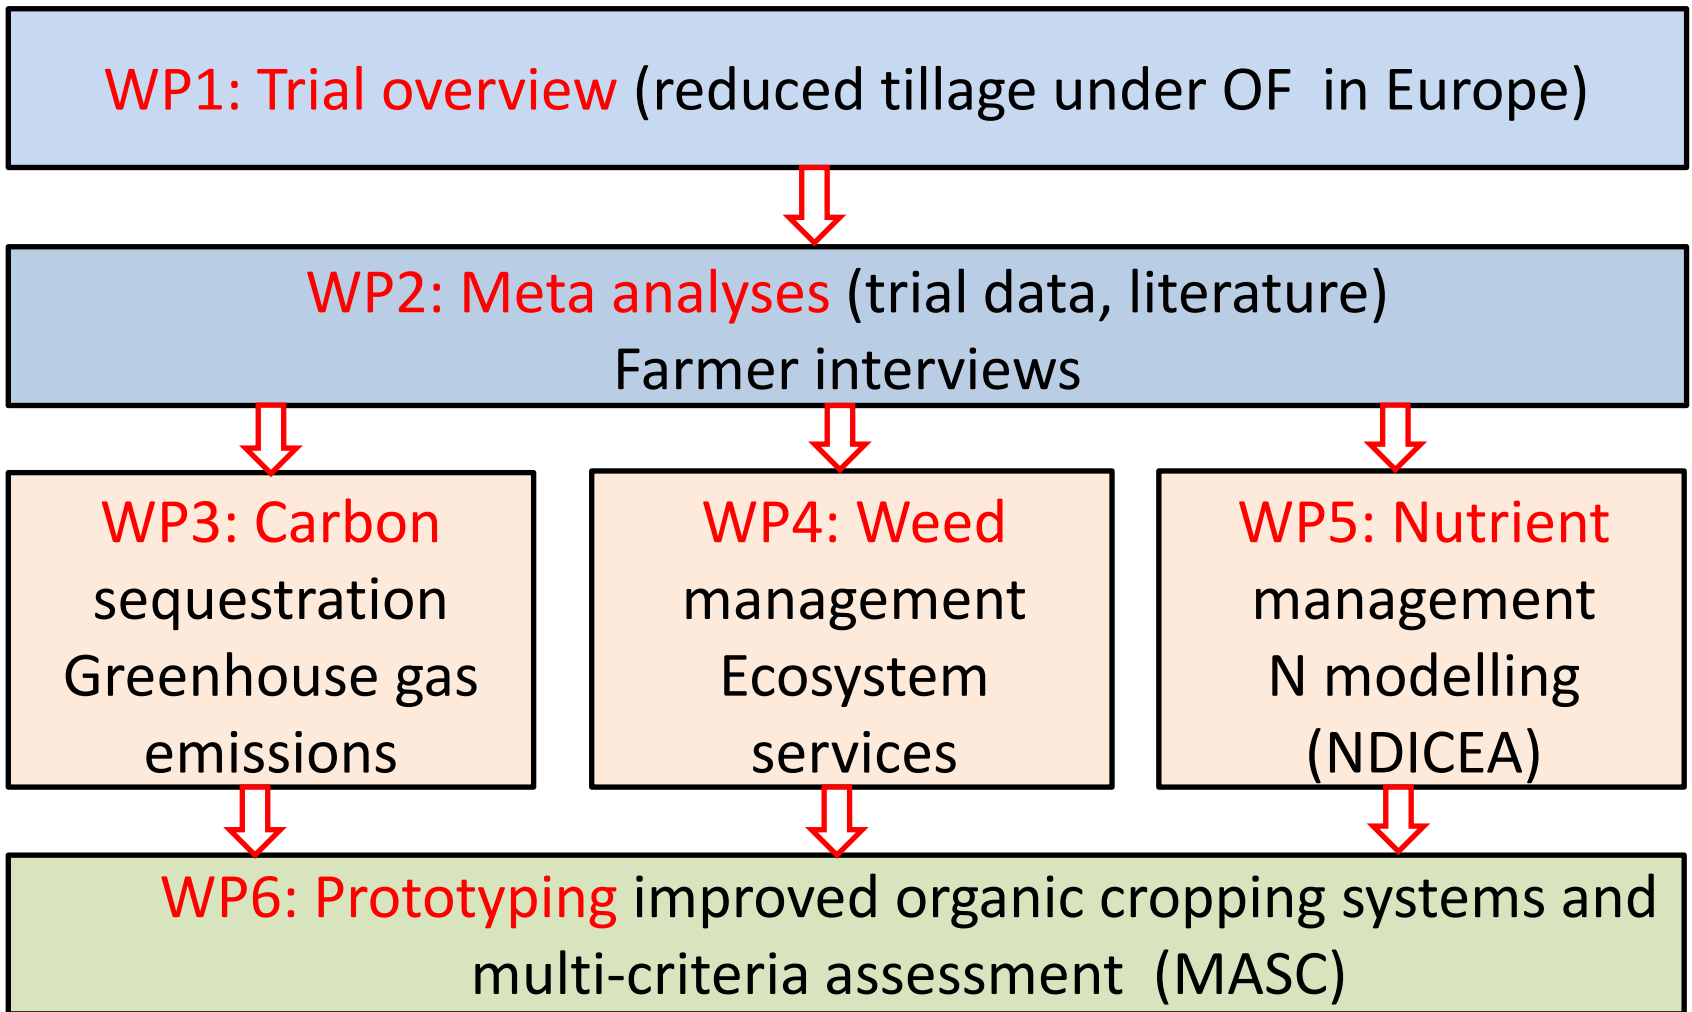 WP1: Trial overview (reduced tillage under OF in Europe)
WP2: Meta analyses (trial data, literature)
Farmer interviews
WP3: Carbon
sequestration
Greenhouse gas
emissions
WP4: Weed
management
Ecosystem
services
WP5: Nutrient
management
N modelling
(NDICEA)
WP6: Prototyping improved organic cropping systems and
multi-criteria assessment (MASC)